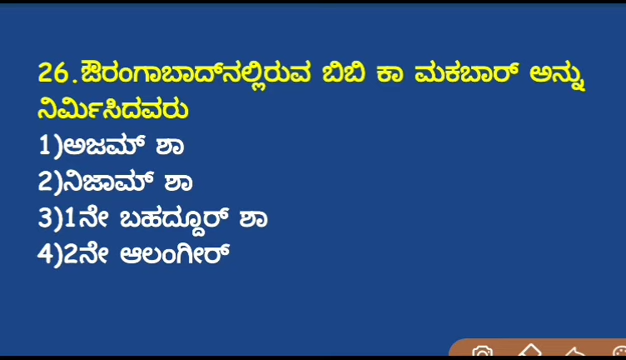 26.ಔರಂಗಾಬಾದ್‌ನಲ್ಲಿರುವ ಬಿಬಿ ಕಾ ಮಕಬಾರ್ ಅನ್ನು
ನಿರ್ಮಿಸಿದವರು
1)ಅಜಮ್ ಶಾ
2)ನಿಜಾಮ್ ಶಾ
3)1ನೇ ಬಹದ್ದೂರ್ ಶಾ
4)2ನೇ ಆಲಂಗೀರ್